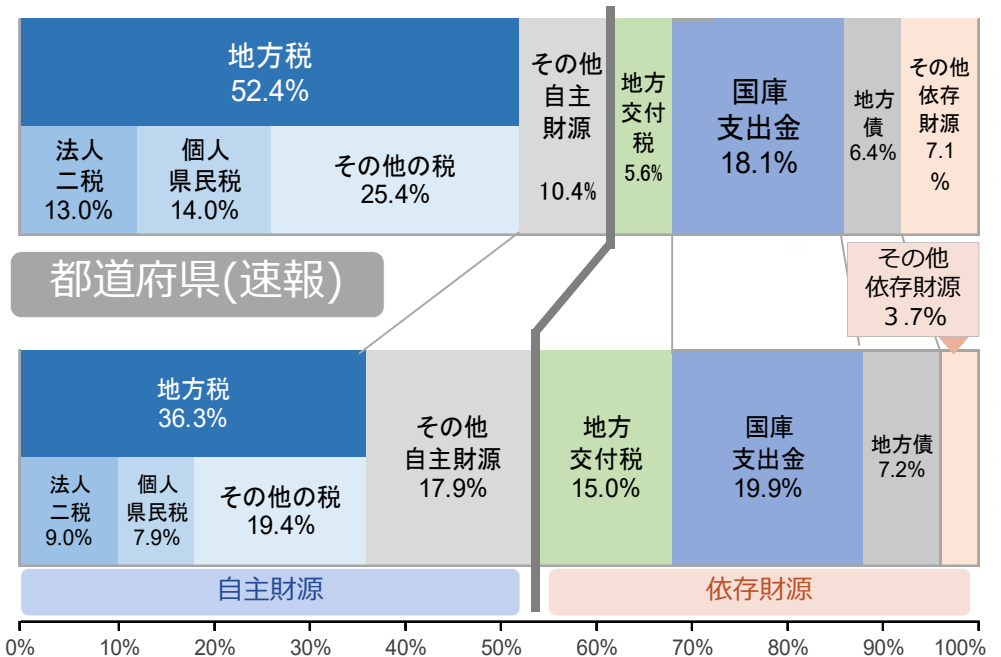 地方税
52.4%
法人
二税
13.0%
個人
県民税
14.0%
その他の税
25.4%
その他
自主
財源
10.4%
地方
交付
税
5.6%
国庫
支出金
18.1%
地方
債
6.4%
その他
依存
財源
7.1
%
都道府県(速報)
その他
依存財源
３.7%
地方税
36.3%
法人
二税
9.0%
個人
県民税
7.9%
その他の税
19.4%
その他
自主財源
17.9%
地方
交付税
15.0%
国庫
支出金
19.9%
地方債
7.2%
自主財源
依存財源
0% 10% 20% 30% 40% 50% 60% 70% 80% 90% 100%